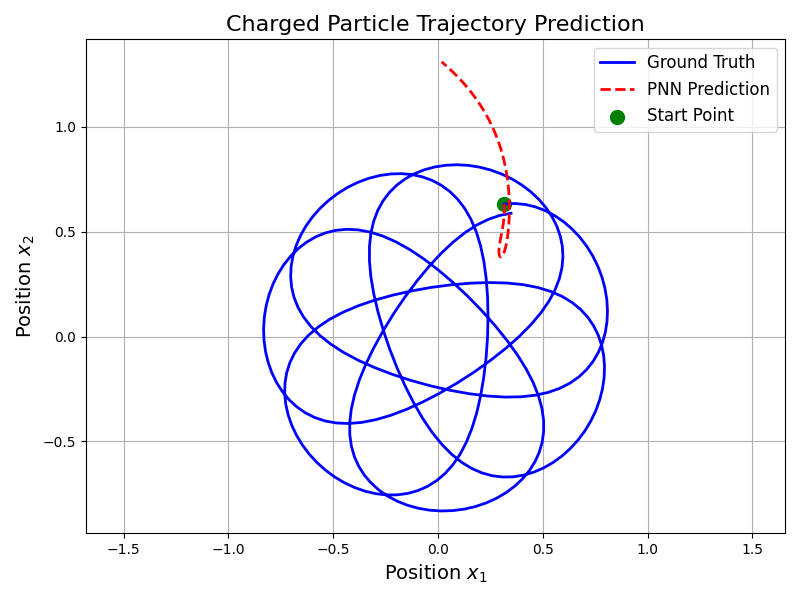 Charged Particle Trajectory Prediction
Ground Truth
PNN Prediction
Start Point
1.0
0.5
0.0
−0.5
Position x₂
−1.5 −1.0 −0.5 0.0 0.5 1.0 1.5
Position x₁